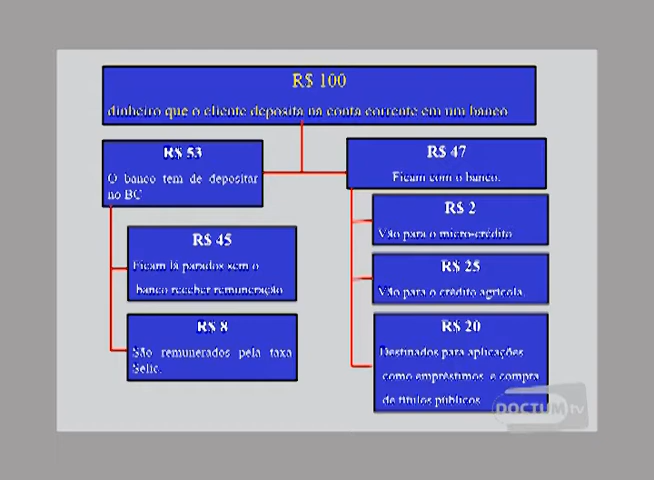 R$ 100
dinheiro que o cliente deposita na conta corrente em um banco
R$ 53
O banco tem de depositar
no BC
R$ 45
Ficam lá parados sem o
banco receber remuneração
R$ 8
São remunerados pela taxa
Selic.
R$ 47
Ficam com o banco.
R$ 2
Vão para o micro-crédito
R$ 25
Vão para o crédito agrícola.
R$ 20
Destinados para aplicações
como empréstimos e compra
de títulos públicos
DOCTUM tv